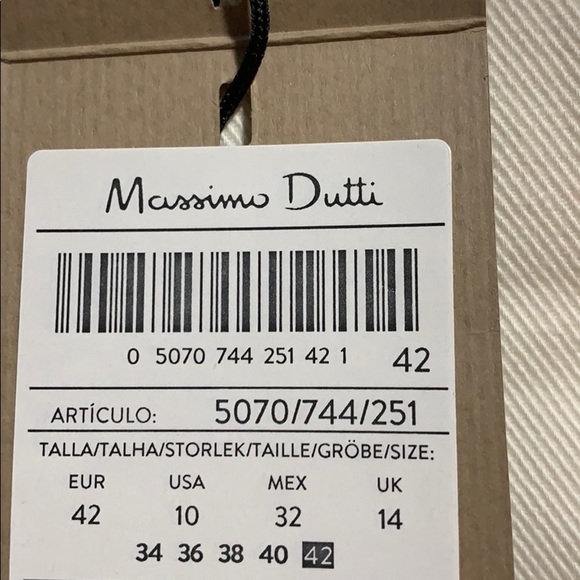 Massimo Dutti
0 5070 744 251 42 1 42
ARTÍCULO: 5070/744/251
TALLA/TALHA/STORLEK/TAILLE/GRÖBE/SIZE:
EUR USA MEX UK
42 10 32 14
34 36 38 40 42